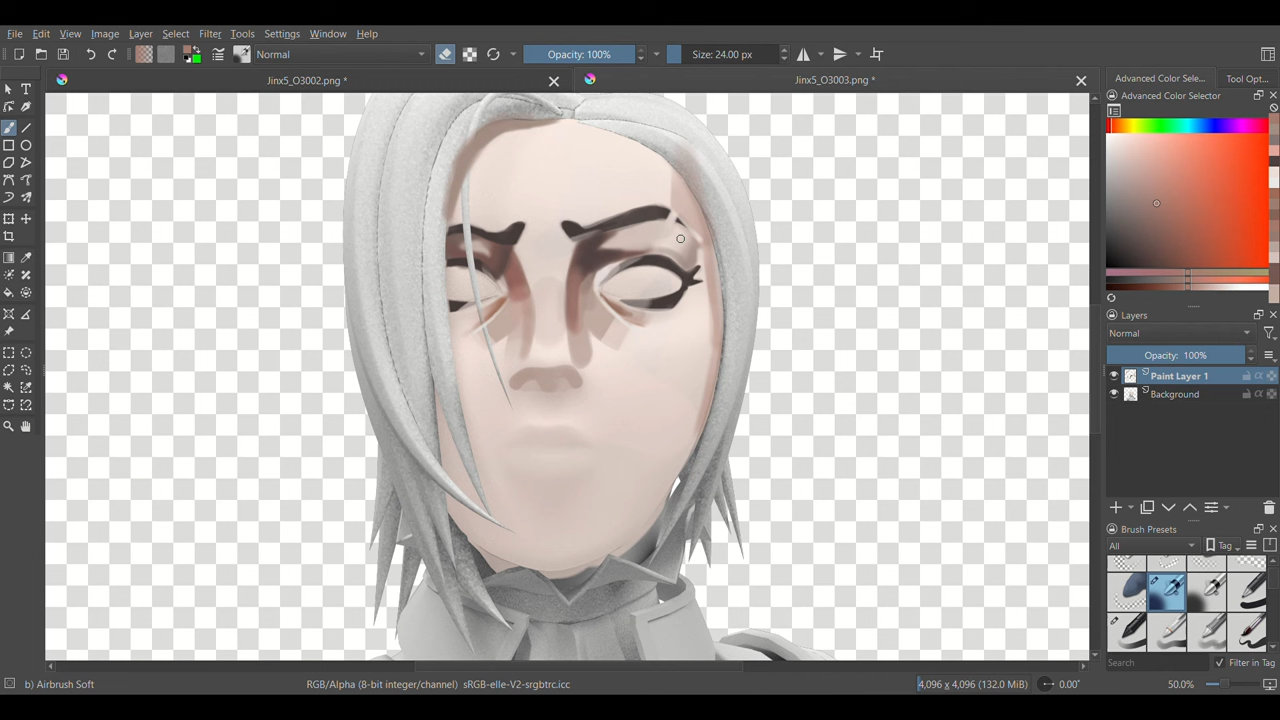 File Edit View Image Layer Select Filter Tools Settings Window Help
Normal Opacity: 100% Size: 24.00 px
Jinx5_O3002.png * Jinx5_O3003.png *
Advanced Color Sele... Tool Opt...
Advanced Color Selector
Layers
Normal
Opacity: 100%
Paint Layer 1
Background
Brush Presets
All Tag
Search Filter in Tag
b) Airbrush Soft RGB/Alpha (8-bit integer/channel) sRGB-elle-V2-srgbtrc.icc 4,096 x 4,096 (132.0 MiB) 0.00° 50.0%